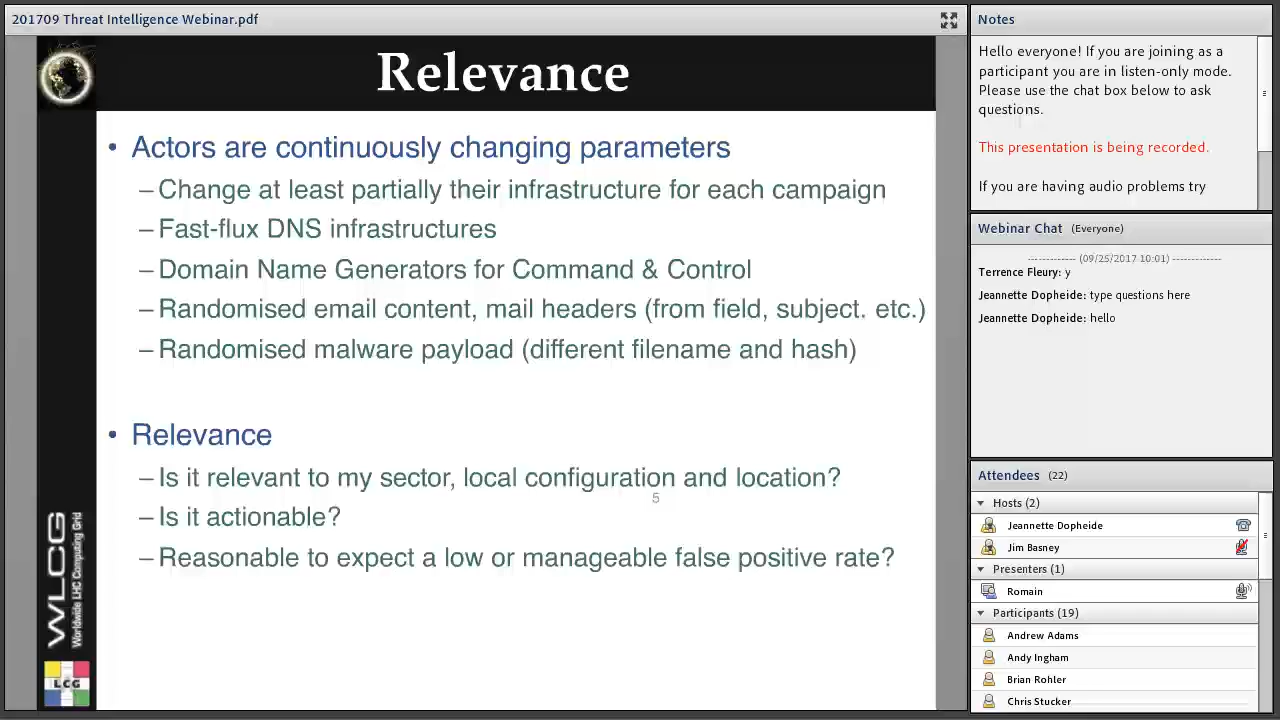 201709 Threat Intelligence Webinar.pdf
Relevance
• Actors are continuously changing parameters
– Change at least partially their infrastructure for each campaign
– Fast-flux DNS infrastructures
– Domain Name Generators for Command & Control
– Randomised email content, mail headers (from field, subject. etc.)
– Randomised malware payload (different filename and hash)
• Relevance
– Is it relevant to my sector, local configuration and location?
5
– Is it actionable?
– Reasonable to expect a low or manageable false positive rate?
WLCG
Worldwide LHC Computing Grid
LCG
Notes
Hello everyone! If you are joining as a
participant you are in listen-only mode.
Please use the chat box below to ask
questions.
This presentation is being recorded.
If you are having audio problems try
Webinar Chat (Everyone)
------------- (09/25/2017 10:01) -------------
Terrence Fleury: y
Jeannette Dopheide: type questions here
Jeannette Dopheide: hello
Attendees (22)
Hosts (2)
Jeannette Dopheide
Jim Basney
Presenters (1)
Romain
Participants (19)
Andrew Adams
Andy Ingham
Brian Rohler
Chris Stucker